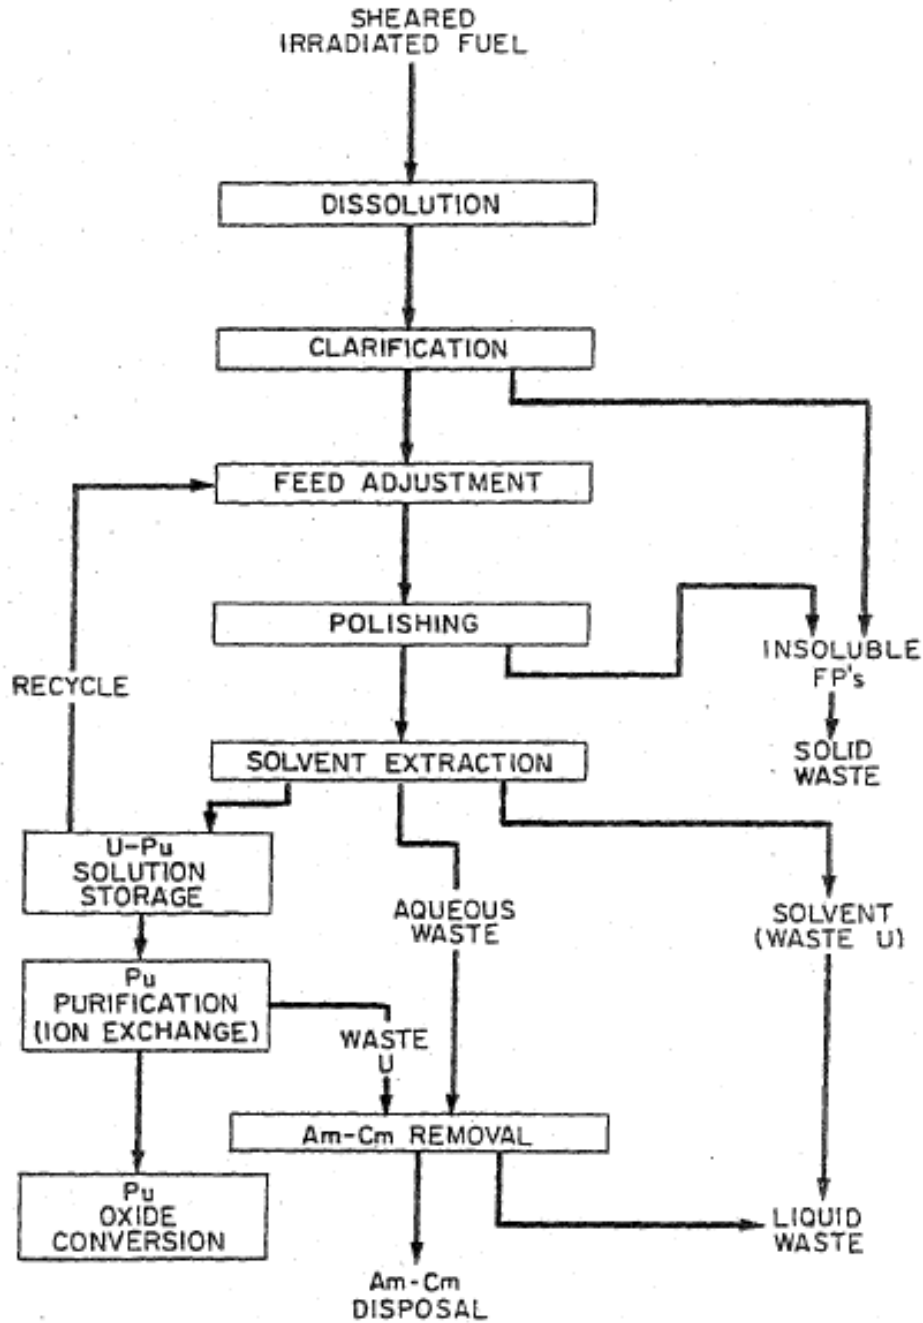 SHEARED
IRRADIATED FUEL
DISSOLUTION
CLARIFICATION
FEED ADJUSTMENT
POLISHING
INSOLUBLE
FP's
RECYCLE
SOLVENT EXTRACTION
SOLID
WASTE
U-Pu
SOLUTION
STORAGE
AQUEOUS
WASTE
SOLVENT
(WASTE U)
Pu
PURIFICATION
(ION EXCHANGE)
WASTE
U
Am-Cm REMOVAL
Pu
OXIDE
CONVERSION
LIQUID
WASTE
Am-Cm
DISPOSAL